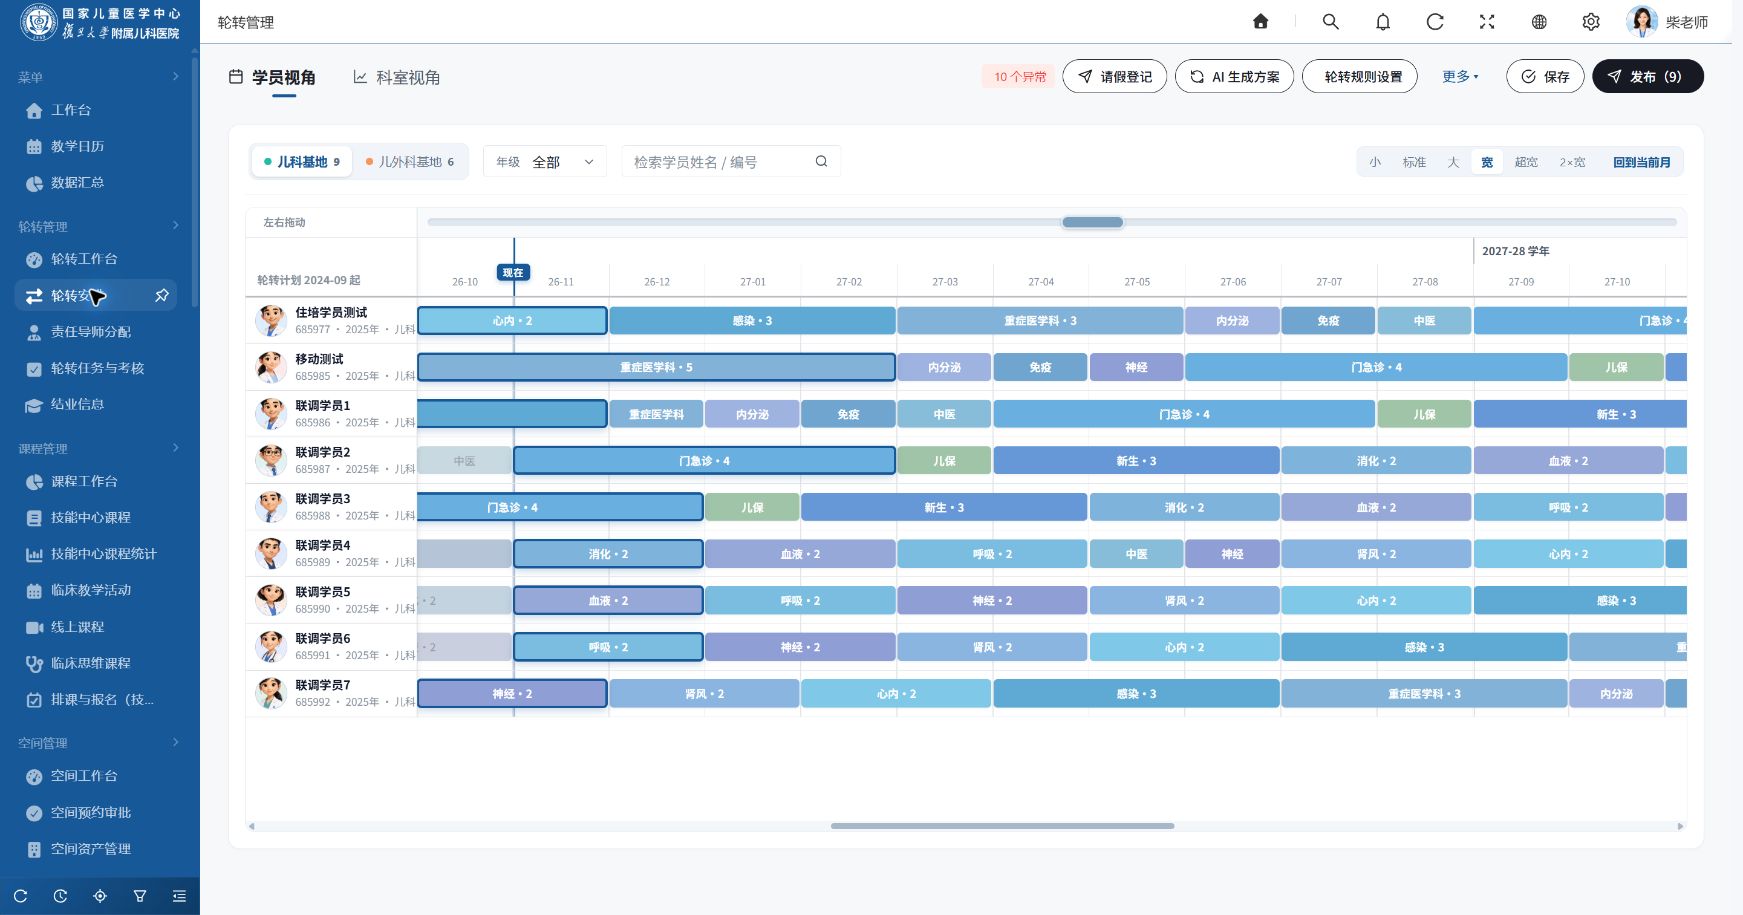 国家儿童医学中心
復旦大学附属儿科医院
轮转管理
柴老师
菜单
工作台
教学日历
数据汇总
轮转管理
轮转工作台
轮转安
责任导师分配
轮转任务与考核
结业信息
课程管理
课程工作台
技能中心课程
技能中心课程统计
临床教学活动
线上课程
临床思维课程
排课与报名（技...
空间管理
空间工作台
空间预约审批
空间资产管理
学员视角
科室视角
10 个异常
请假登记
AI 生成方案
轮转规则设置
更多
保存
发布（9）
儿科基地 9
儿外科基地 6
年级 全部
检索学员姓名 / 编号
小 标准 大 宽 超宽 2×宽 回到当前月
左右拖动
2027-28 学年
轮转计划 2024-09 起
26-10 现在 26-11 26-12 27-01 27-02 27-03 27-04 27-05 27-06 27-07 27-08 27-09 27-10
住培学员测试
685977 · 2025年 · 儿科
心内 · 2 感染 · 3 重症医学科 · 3 内分泌 免疫 中医 门急诊 · 4
移动测试
685985 · 2025年 · 儿科
重症医学科 · 5 内分泌 免疫 神经 门急诊 · 4 儿保
联调学员1
685986 · 2025年 · 儿科
重症医学科 内分泌 免疫 中医 门急诊 · 4 儿保 新生 · 3
联调学员2
685987 · 2025年 · 儿科
中医 门急诊 · 4 儿保 新生 · 3 消化 · 2 血液 · 2
联调学员3
685988 · 2025年 · 儿科
门急诊 · 4 儿保 新生 · 3 消化 · 2 血液 · 2 呼吸 · 2
联调学员4
685989 · 2025年 · 儿科
消化 · 2 血液 · 2 呼吸 · 2 中医 神经 肾风 · 2 心内 · 2
联调学员5
685990 · 2025年 · 儿科
· 2 血液 · 2 呼吸 · 2 神经 · 2 肾风 · 2 心内 · 2 感染 · 3
联调学员6
685991 · 2025年 · 儿科
· 2 呼吸 · 2 神经 · 2 肾风 · 2 心内 · 2 感染 · 3 重
联调学员7
685992 · 2025年 · 儿科
神经 · 2 肾风 · 2 心内 · 2 感染 · 3 重症医学科 · 3 内分泌